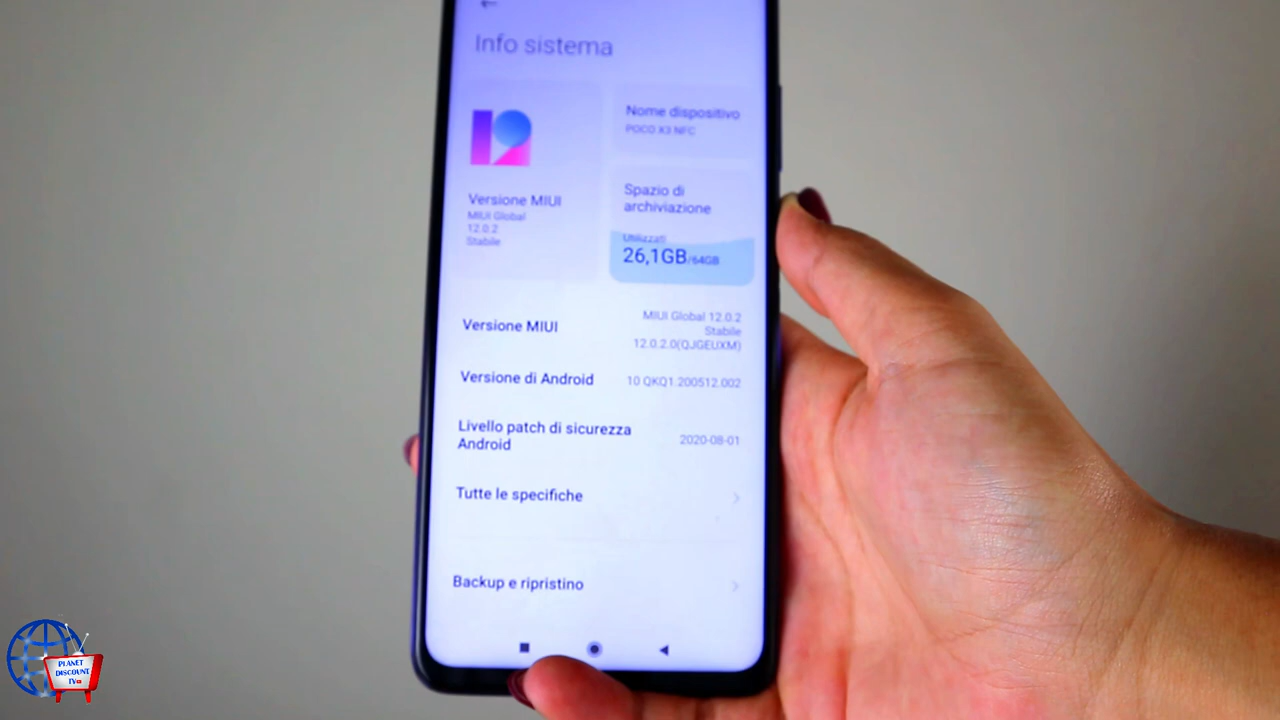 Info sistema
Nome dispositivo
POCO X3 NFC
Versione MIUI
MIUI Global
12.0.2
Stabile
Spazio di
archiviazione
Utilizzati
26,1GB/64GB
Versione MIUI
MIUI Global 12.0.2
Stabile
12.0.2.0(QJGEUXM)
Versione di Android
10 QKQ1.200512.002
Livello patch di sicurezza
Android
2020-08-01
Tutte le specifiche
Backup e ripristino
PLANET
DISCOUNT
TV